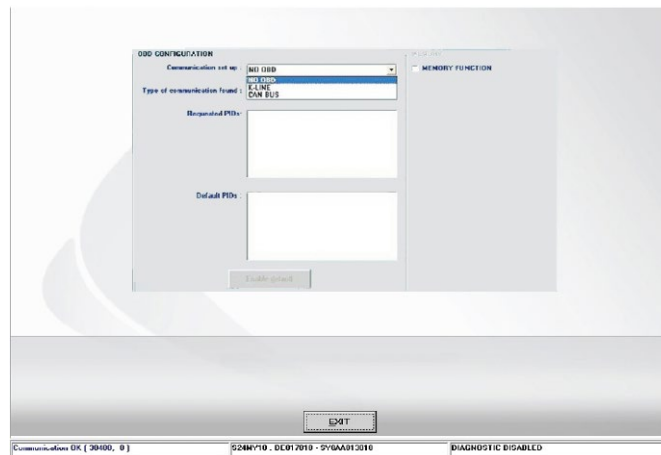 OBD CONFIGURATION
Communication set up :
NO OBD
NO OBD
K-LINE
CAN BUS
Type of communication found :
Requested PIDs:
Default PIDs :
MEMORY FUNCTION
EXIT
Communication OK ( 38400, 0 )
DIAGNOSTIC DISABLED